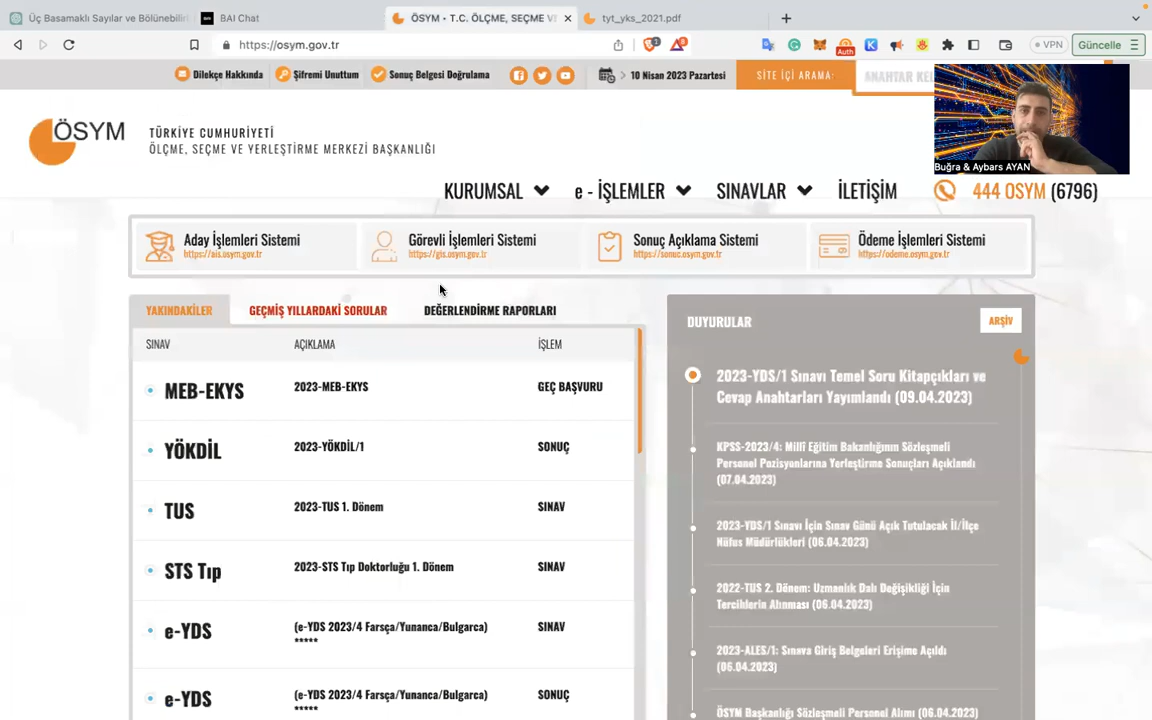 Üç Basamaklı Sayılar ve Bölünebilirl
BAI Chat
ÖSYM • T.C. ÖLÇME, SEÇME VE
tyt_yks_2021.pdf
https://osym.gov.tr
Auth
VPN
Güncelle
Dilekçe Hakkında
Şifremi Unuttum
Sonuç Belgesi Doğrulama
10 Nisan 2023 Pazartesi
SİTE İÇİ ARAMA:
ANAHTAR
Buğra & Aybars AYAN
ÖSYM
TÜRKİYE CUMHURİYETİ
ÖLÇME, SEÇME VE YERLEŞTİRME MERKEZİ BAŞKANLIĞI
KURUMSAL
e - İŞLEMLER
SINAVLAR
İLETİŞİM
444 OSYM (6796)
Aday İşlemleri Sistemi
https://ais.osym.gov.tr
Görevli İşlemleri Sistemi
https://gis.osym.gov.tr
Sonuç Açıklama Sistemi
https://sonuc.osym.gov.tr
Ödeme İşlemleri Sistemi
https://odeme.osym.gov.tr
YAKINDAKİLER
GEÇMİŞ YILLARDAKİ SORULAR
DEĞERLENDİRME RAPORLARI
SINAV
AÇIKLAMA
İŞLEM
MEB-EKYS
2023-MEB-EKYS
GEÇ BAŞVURU
YÖKDİL
2023-YÖKDİL/1
SONUÇ
TUS
2023-TUS 1. Dönem
SINAV
STS Tıp
2023-STS Tıp Doktorluğu 1. Dönem
SINAV
e-YDS
(e-YDS 2023/4 Farsça/Yunanca/Bulgarca)
*****
SINAV
e-YDS
(e-YDS 2023/4 Farsça/Yunanca/Bulgarca)
*****
SONUÇ
DUYURULAR
ARŞİV
2023-YDS/1 Sınavı Temel Soru Kitapçıkları ve
Cevap Anahtarları Yayımlandı (09.04.2023)
KPSS-2023/4: Millî Eğitim Bakanlığının Sözleşmeli
Personel Pozisyonlarına Yerleştirme Sonuçları Açıklandı
(07.04.2023)
2023-YDS/1 Sınavı İçin Sınav Günü Açık Tutulacak İl/İlçe
Nüfus Müdürlükleri (06.04.2023)
2022-TUS 2. Dönem: Uzmanlık Dalı Değişikliği İçin
Tercihlerin Alınması (06.04.2023)
2023-ALES/1: Sınava Giriş Belgeleri Erişime Açıldı
(06.04.2023)
ÖSYM Başkanlığı Sözleşmeli Personel Alımı (06.04.2023)